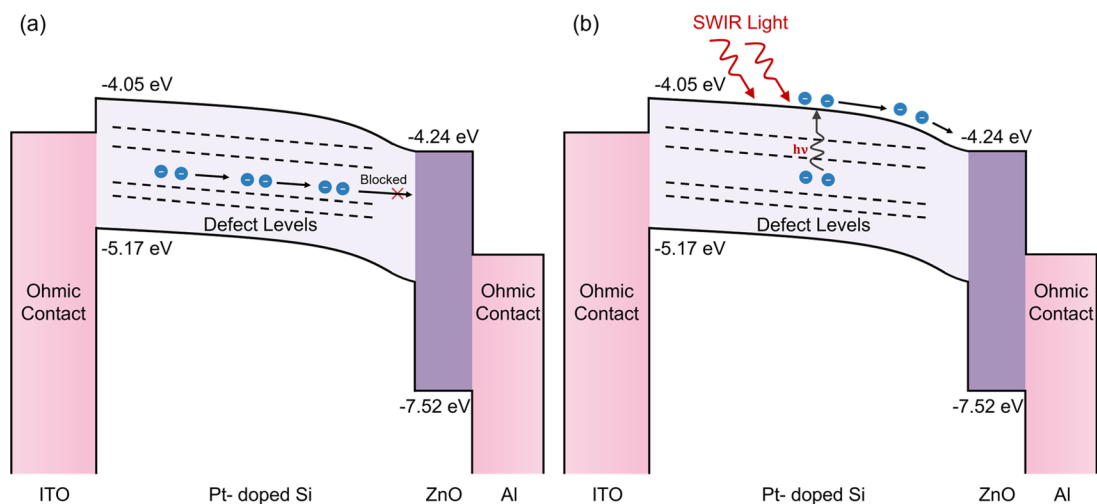 (a)
-4.05 eV
-4.24 eV
Blocked
Defect Levels
-5.17 eV
Ohmic
Contact
Ohmic
Contact
-7.52 eV
ITO
Pt- doped Si
ZnO
Al
(b)
SWIR Light
-4.05 eV
-4.24 eV
hν
Defect Levels
-5.17 eV
Ohmic
Contact
Ohmic
Contact
-7.52 eV
ITO
Pt- doped Si
ZnO
Al